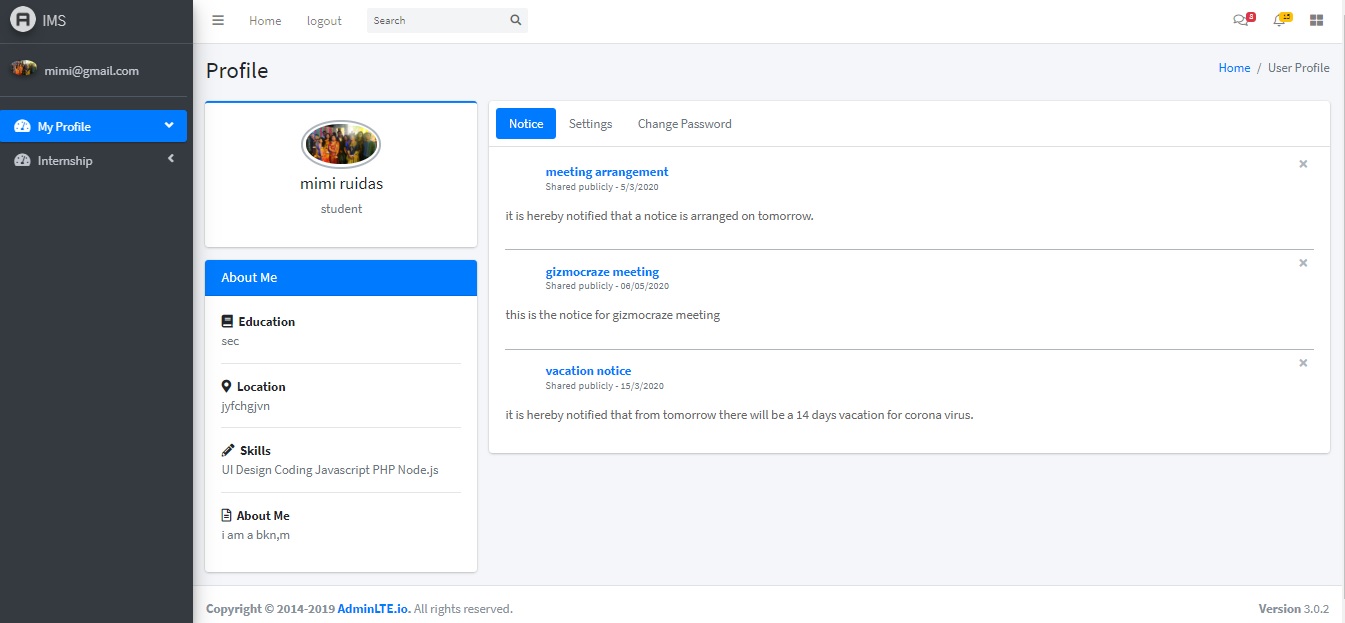 IMS
Home logout Search
8
15
mimi@gmail.com
My Profile
Internship
Profile
Home / User Profile
mimi ruidas
student
About Me
Education
sec
Location
jyfchgjvn
Skills
UI Design Coding Javascript PHP Node.js
About Me
i am a bkn,m
Notice Settings Change Password
meeting arrangement
Shared publicly - 5/3/2020
it is hereby notified that a notice is arranged on tomorrow.
gizmocraze meeting
Shared publicly - 06/05/2020
this is the notice for gizmocraze meeting
vacation notice
Shared publicly - 15/3/2020
it is hereby notified that from tomorrow there will be a 14 days vacation for corona virus.
Copyright © 2014-2019 AdminLTE.io. All rights reserved.
Version 3.0.2